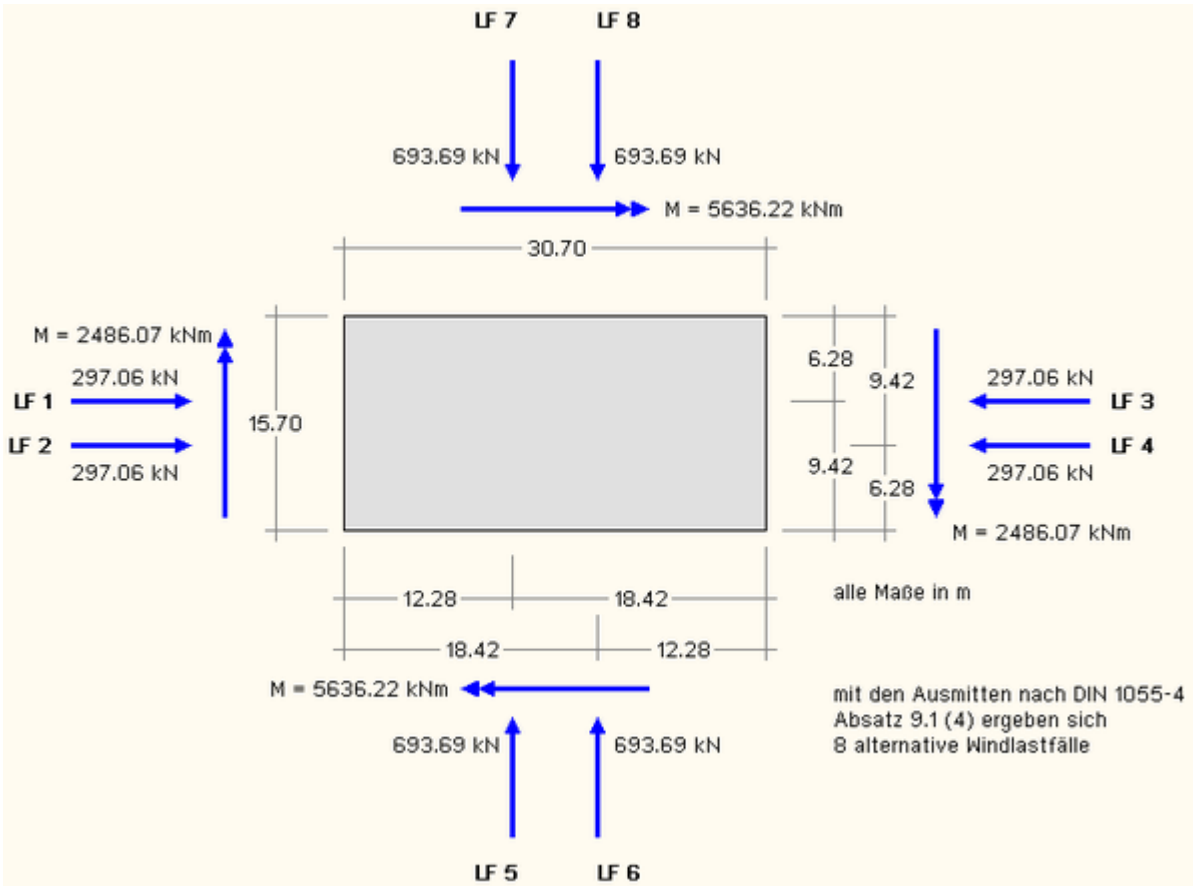 LF 7
LF 8
693.69 kN
693.69 kN
M = 5636.22 kNm
30.70
M = 2486.07 kNm
297.06 kN
LF 1
LF 2
297.06 kN
15.70
6.28
9.42
9.42
6.28
297.06 kN
LF 3
LF 4
297.06 kN
M = 2486.07 kNm
12.28
18.42
18.42
12.28
alle Maße in m
M = 5636.22 kNm
693.69 kN
693.69 kN
mit den Ausmitten nach DIN 1055-4
Absatz 9.1 (4) ergeben sich
8 alternative Windlastfälle
LF 5
LF 6